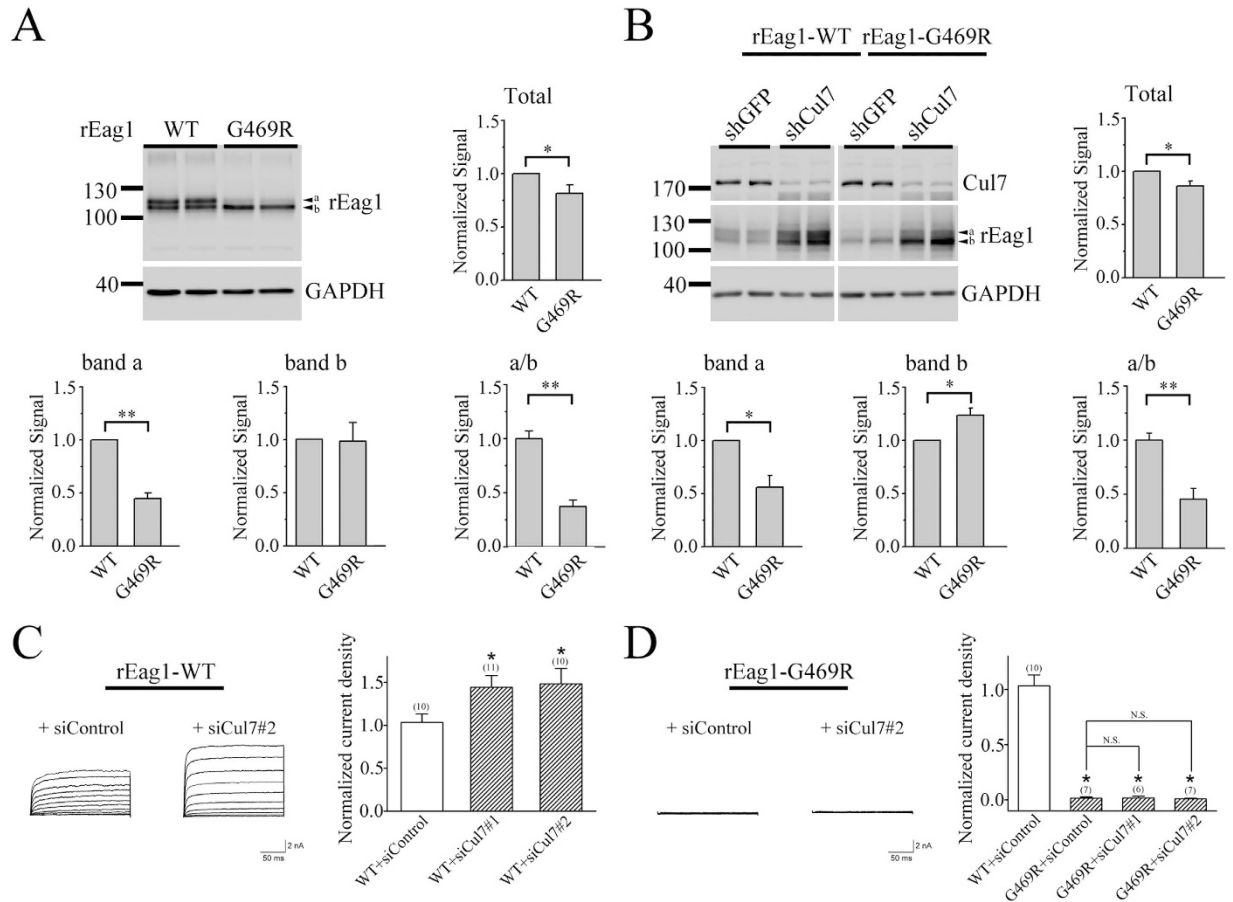 A
rEag1 WT G469R
130
100
a
b
rEag1
40
GAPDH
Total
Normalized Signal
1.5
1.0
0.5
0.0
*
WT
G469R
band a
Normalized Signal
1.5
1.0
0.5
0.0
**
WT
G469R
band b
Normalized Signal
1.5
1.0
0.5
0.0
WT
G469R
a/b
Normalized Signal
1.5
1.0
0.5
0.0
**
WT
G469R
B
rEag1-WT rEag1-G469R
shGFP
shCul7
shGFP
shCul7
170
Cul7
130
100
a
b
rEag1
40
GAPDH
Total
Normalized Signal
1.5
1.0
0.5
0.0
*
WT
G469R
band a
Normalized Signal
1.5
1.0
0.5
0.0
*
WT
G469R
band b
Normalized Signal
1.5
1.0
0.5
0.0
*
WT
G469R
a/b
Normalized Signal
1.5
1.0
0.5
0.0
**
WT
G469R
C
rEag1-WT
+ siControl
+ siCul7#2
2 nA
50 ms
Normalized current density
1.5
1.0
0.5
0.0
(10)
*
(11)
*
(10)
WT+siControl
WT+siCul7#1
WT+siCul7#2
D
rEag1-G469R
+ siControl
+ siCul7#2
2 nA
50 ms
Normalized current density
1.0
0.5
0.0
(10)
N.S.
N.S.
*
(7)
*
(6)
*
(7)
WT+siControl
G469R+siControl
G469R+siCul7#1
G469R+siCul7#2